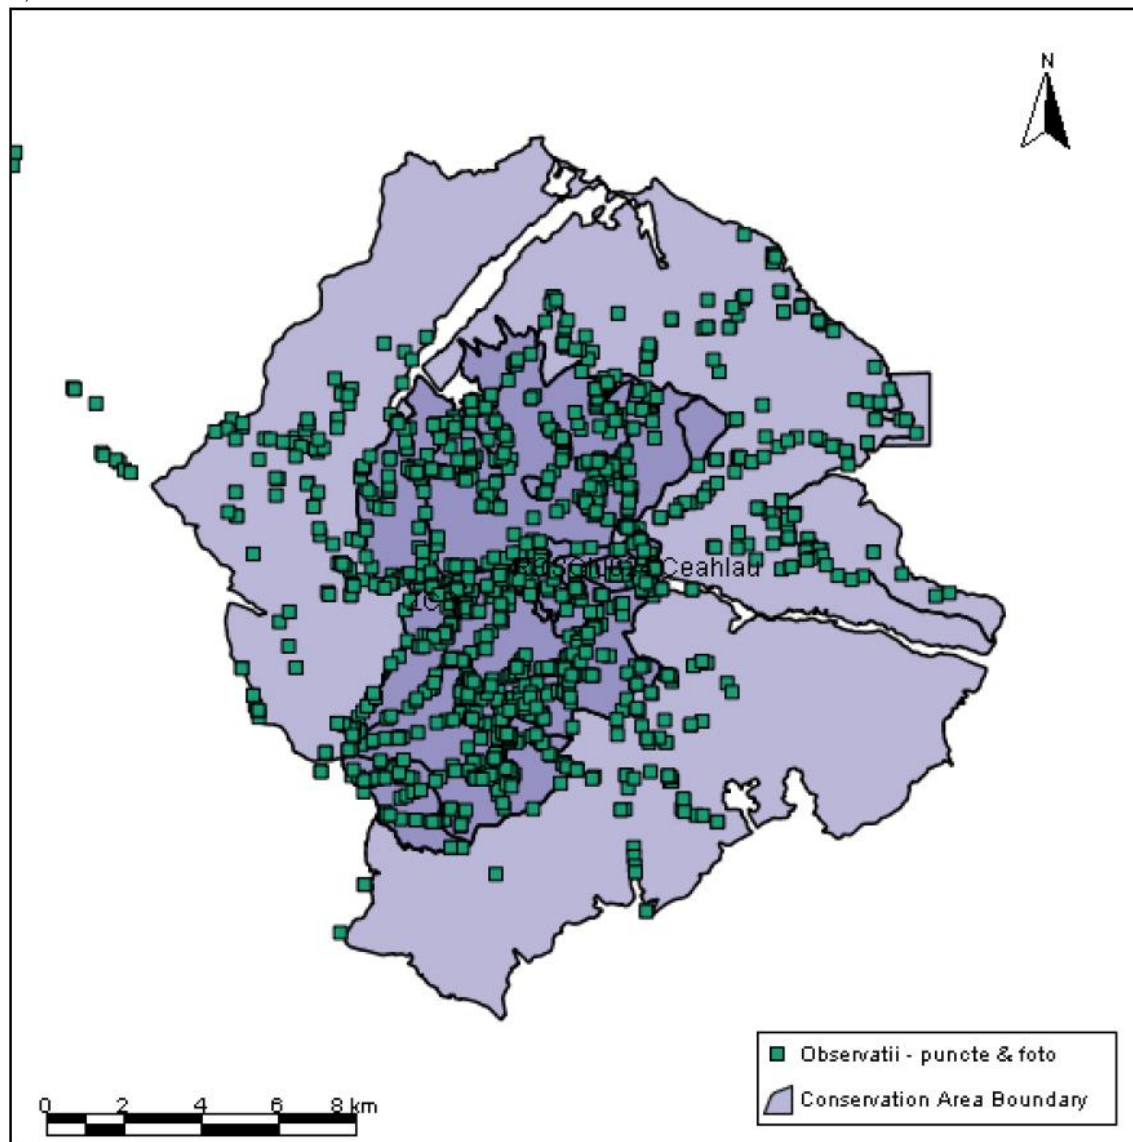 N
Ceahlau
Observatii - puncte & foto
Conservation Area Boundary
0 2 4 6 8 km